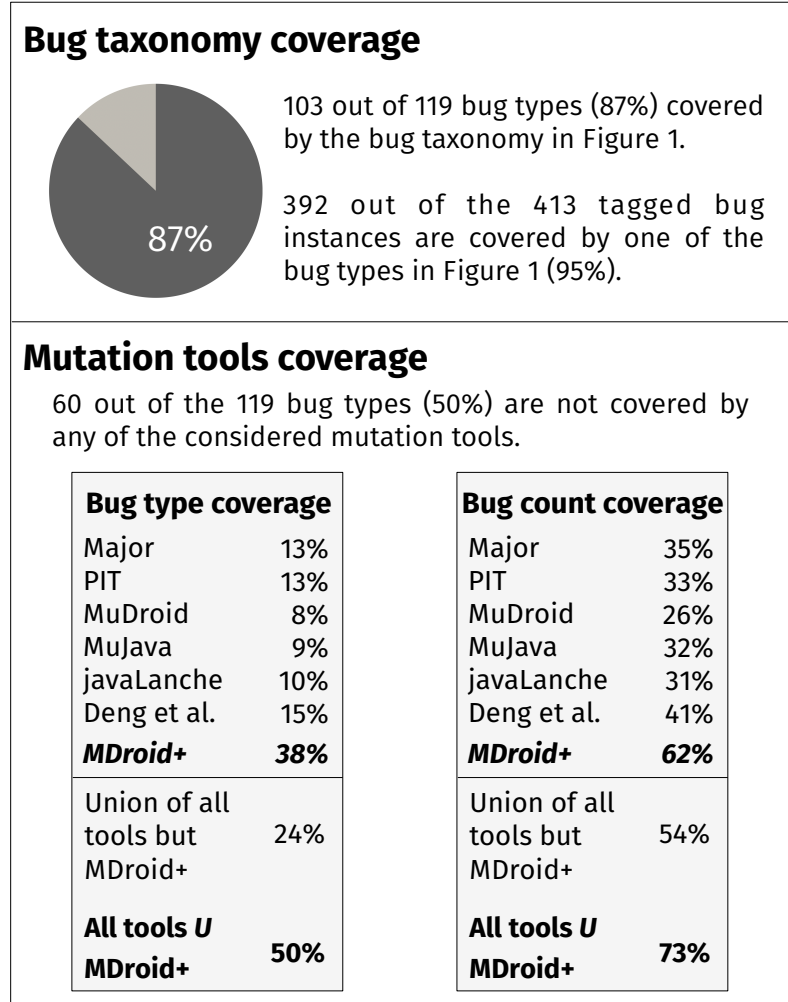 Bug taxonomy coverage
87%
103 out of 119 bug types (87%) covered
by the bug taxonomy in Figure 1.
392 out of the 413 tagged bug
instances are covered by one of the
bug types in Figure 1 (95%).
Mutation tools coverage
60 out of the 119 bug types (50%) are not covered by
any of the considered mutation tools.
Bug type coverage
Major 13%
PIT 13%
MuDroid 8%
MuJava 9%
javaLanche 10%
Deng et al. 15%
MDroid+ 38%
Union of all
tools but 24%
MDroid+
All tools U
50%
MDroid+
Bug count coverage
Major 35%
PIT 33%
MuDroid 26%
MuJava 32%
javaLanche 31%
Deng et al. 41%
MDroid+ 62%
Union of all
tools but 54%
MDroid+
All tools U
73%
MDroid+